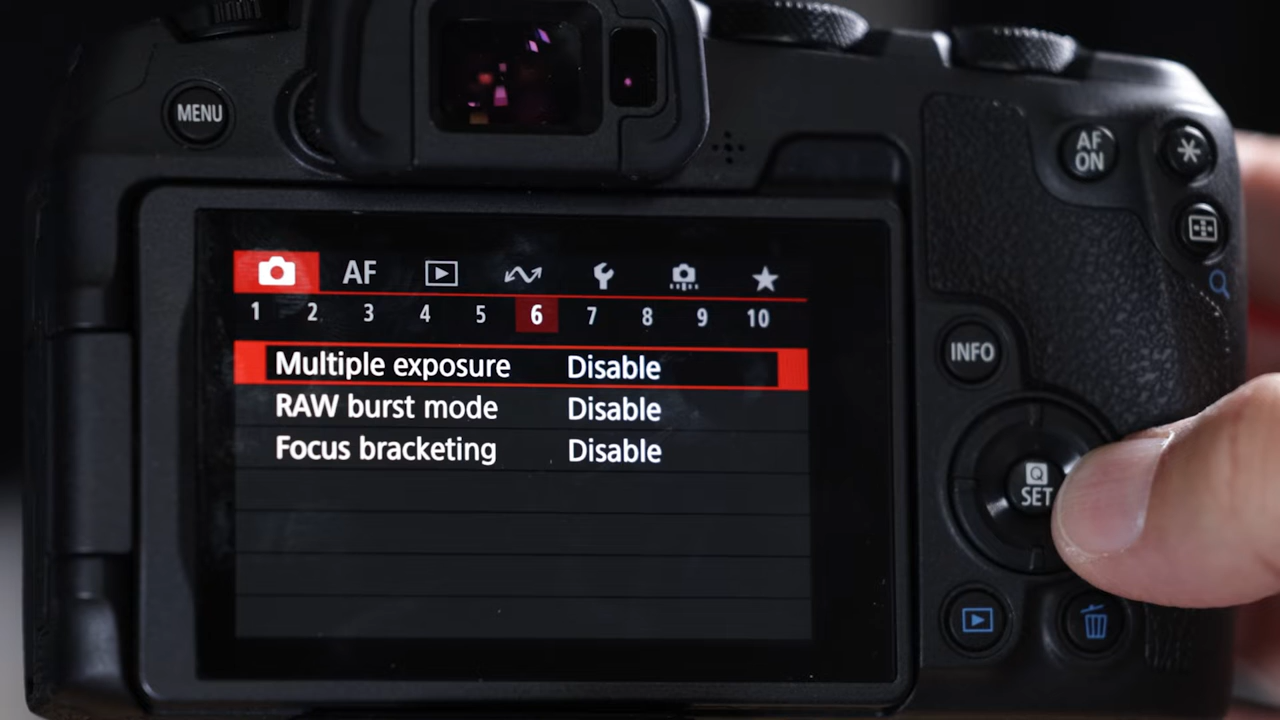 MENU
AF
ON
AF
1 2 3 4 5 6 7 8 9 10
Multiple exposure Disable
RAW burst mode Disable
Focus bracketing Disable
INFO
Q
SET